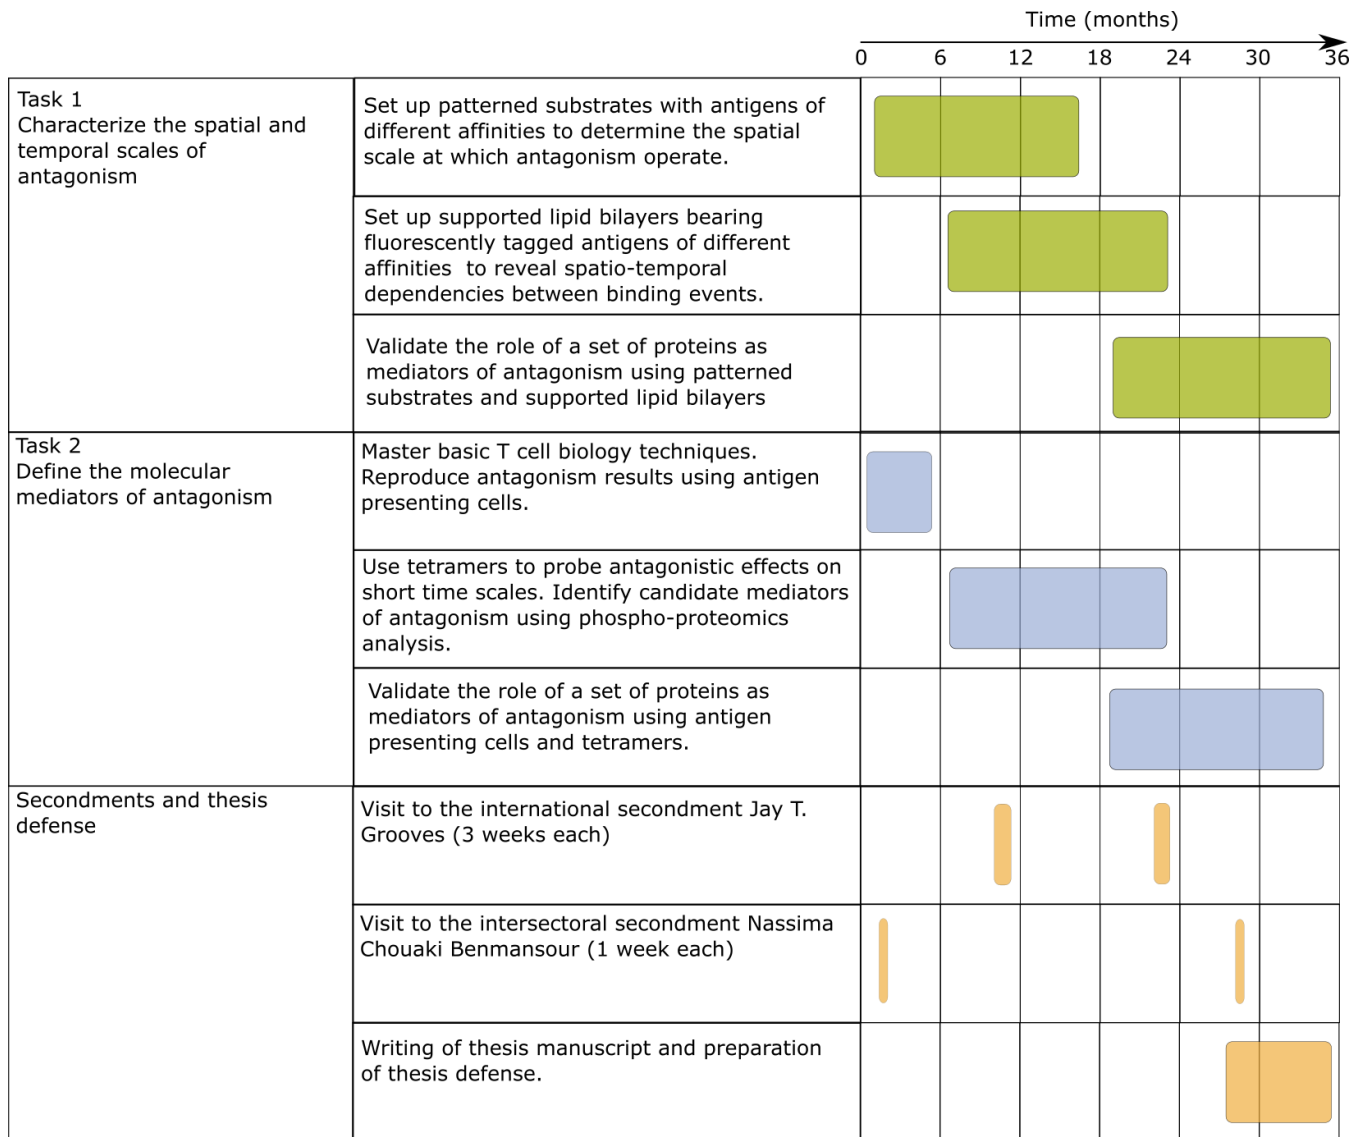 Time (months)
0 6 12 18 24 30 36
Task 1
Characterize the spatial and
temporal scales of
antagonism
Set up patterned substrates with antigens of
different affinities to determine the spatial
scale at which antagonism operate.
Set up supported lipid bilayers bearing
fluorescently tagged antigens of different
affinities  to reveal spatio-temporal
dependencies between binding events.
Validate the role of a set of proteins as
mediators of antagonism using patterned
substrates and supported lipid bilayers
Task 2
Define the molecular
mediators of antagonism
Master basic T cell biology techniques.
Reproduce antagonism results using antigen
presenting cells.
Use tetramers to probe antagonistic effects on
short time scales. Identify candidate mediators
of antagonism using phospho-proteomics
analysis.
Validate the role of a set of proteins as
mediators of antagonism using antigen
presenting cells and tetramers.
Secondments and thesis
defense
Visit to the international secondment Jay T.
Grooves (3 weeks each)
Visit to the intersectoral secondment Nassima
Chouaki Benmansour (1 week each)
Writing of thesis manuscript and preparation
of thesis defense.